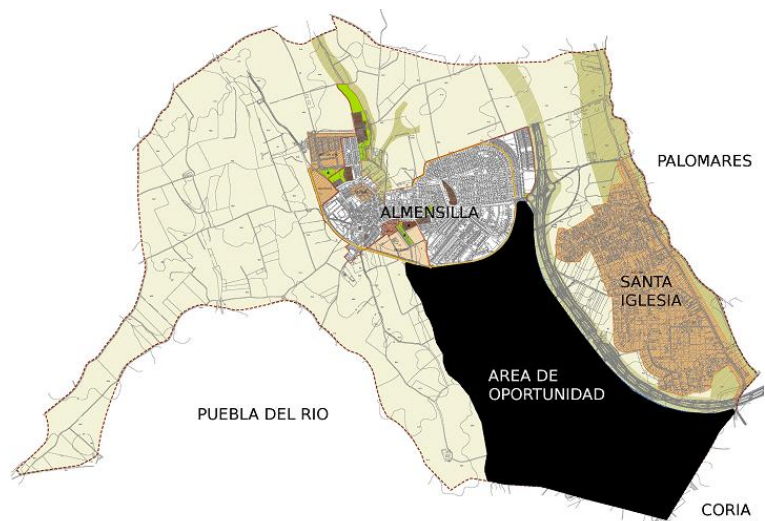 PALOMARES
ALMENSILLA
SANTA
IGLESIA
AREA DE
OPORTUNIDAD
PUEBLA DEL RIO
CORIA